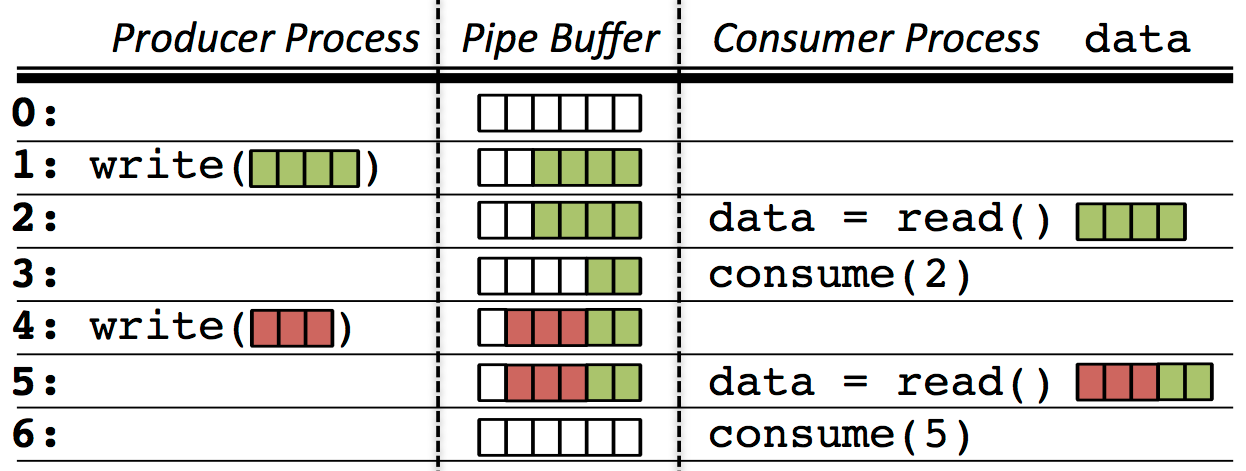 Producer Process Pipe Buffer Consumer Process data
0:
1: write( )
2: data = read()
3: consume(2)
4: write( )
5: data = read()
6: consume(5)